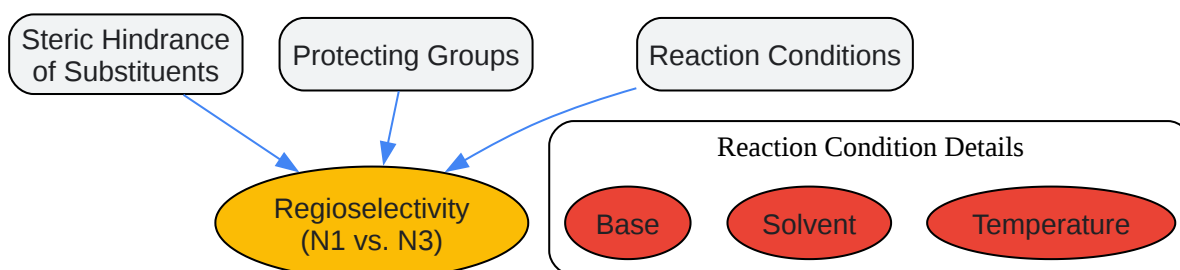 Steric Hindrance
of Substituents
Protecting Groups
Reaction Conditions
Reaction Condition Details
Regioselectivity
(N1 vs. N3)
Base
Solvent
Temperature